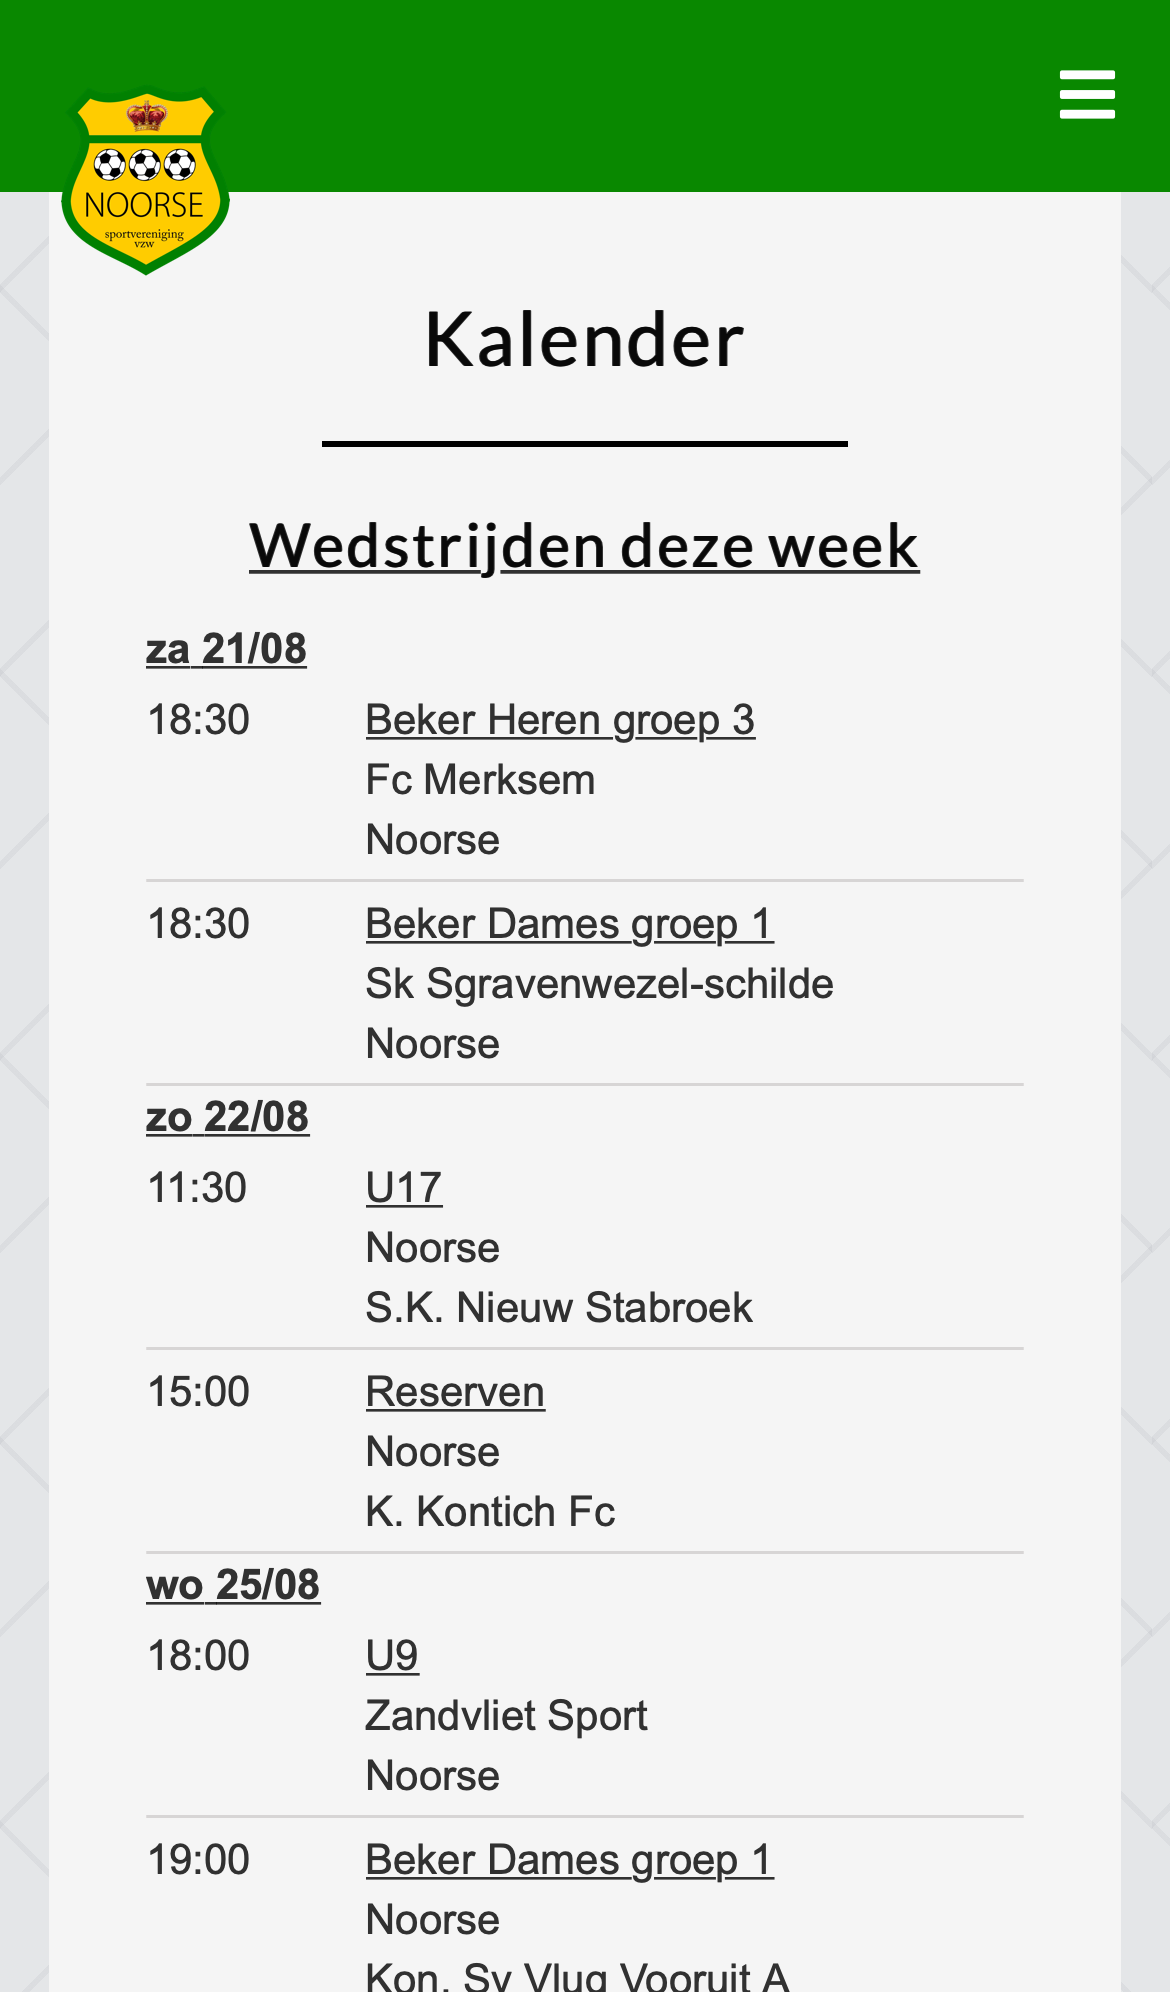 NOORSE
sportvereniging
vzw
Kalender
Wedstrijden deze week
za 21/08
18:30 Beker Heren groep 3
Fc Merksem
Noorse
18:30 Beker Dames groep 1
Sk Sgravenwezel-schilde
Noorse
zo 22/08
11:30 U17
Noorse
S.K. Nieuw Stabroek
15:00 Reserven
Noorse
K. Kontich Fc
wo 25/08
18:00 U9
Zandvliet Sport
Noorse
19:00 Beker Dames groep 1
Noorse
Kon. Sv Vlug Vooruit A